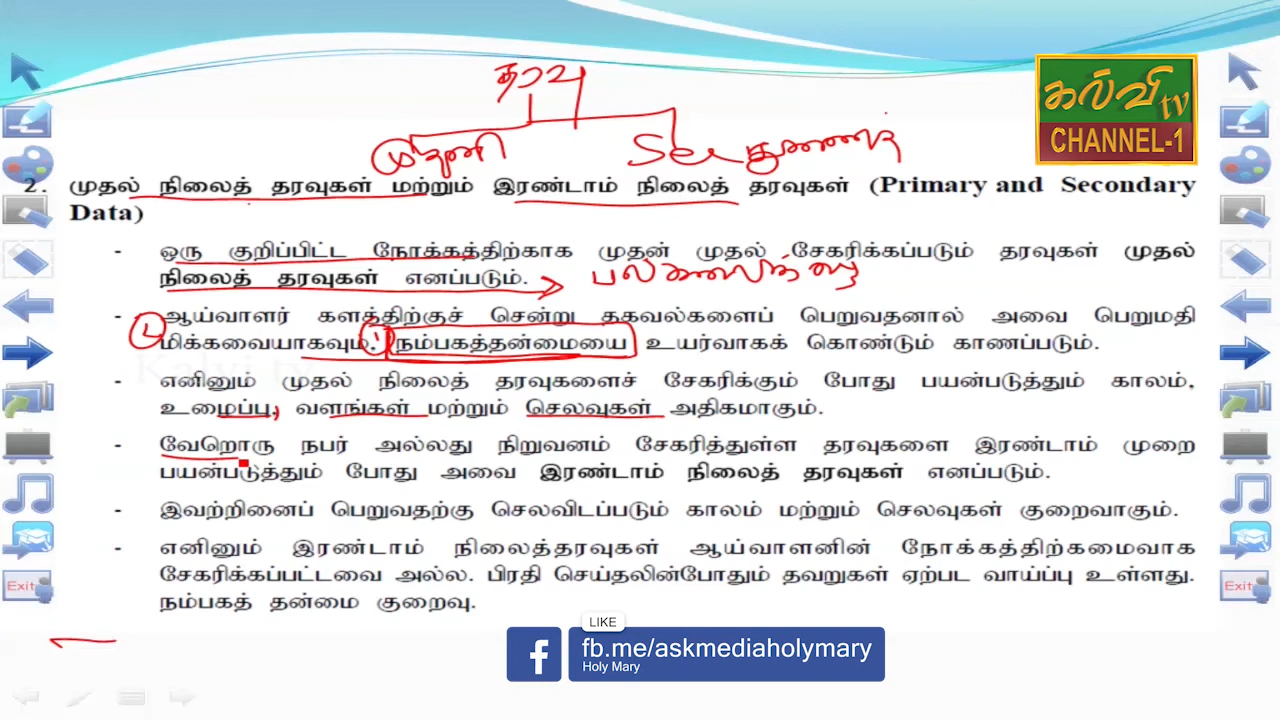 தரவு
கல்வி tv
CHANNEL-1
2. முதல் நிலைத் தரவுகள் மற்றும் இரண்டாம் நிலைத் தரவுகள் (Primary and Secondary
Data)
- ஒரு குறிப்பிட்ட நோக்கத்திற்காக முதன் முதல் சேகரிக்கப்படும் தரவுகள் முதல்
நிலைத் தரவுகள் எனப்படும்.
- ஆய்வாளர் களத்திற்குச் சென்று தகவல்களைப் பெறுவதனால் அவை பெறுமதி
மிக்கவையாகவும், நம்பகத்தன்மையை உயர்வாகக் கொண்டும் காணப்படும்.
Kalvi tv
- எனினும் முதல் நிலைத் தரவுகளைச் சேகரிக்கும் போது பயன்படுத்தும் காலம்,
உழைப்பு, வளங்கள் மற்றும் செலவுகள் அதிகமாகும்.
- வேறொரு நபர் அல்லது நிறுவனம் சேகரித்துள்ள தரவுகளை இரண்டாம் முறை
பயன்படுத்தும் போது அவை இரண்டாம் நிலைத் தரவுகள் எனப்படும்.
- இவற்றினைப் பெறுவதற்கு செலவிடப்படும் காலம் மற்றும் செலவுகள் குறைவாகும்.
- எனினும் இரண்டாம் நிலைத்தரவுகள் ஆய்வாளனின் நோக்கத்திற்கமைவாக
சேகரிக்கப்பட்டவை அல்ல. பிரதி செய்தலின்போதும் தவறுகள் ஏற்பட வாய்ப்பு உள்ளது.
நம்பகத் தன்மை குறைவு.
Exit
Exit
LIKE
fb.me/askmediaholymary
Holy Mary